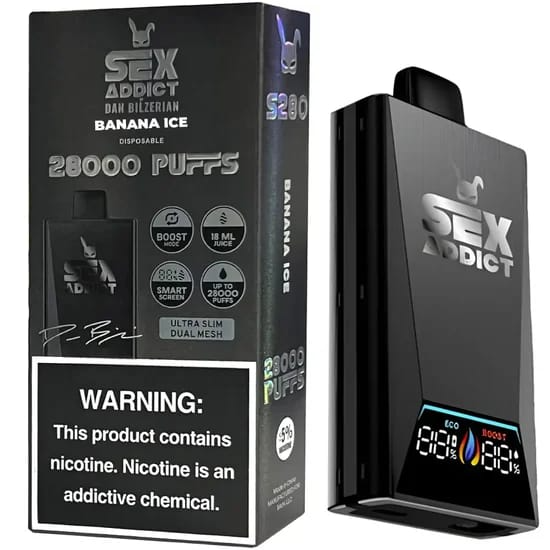 SEX
ADDICT
DAN BILZERIAN
BANANA ICE
DISPOSABLE
28000 PUFFS
BOOST
MODE
18 ML
JUICE
SMART
SCREEN
UP TO
28000
PUFFS
ULTRA SLIM
DUAL MESH
SEX
ADDICT
WARNING:
This product contains
nicotine. Nicotine is an
addictive chemical.
S280
BANANA ICE
28000
PUFFS
5%
SEX
ADDICT
ECO
BOOST